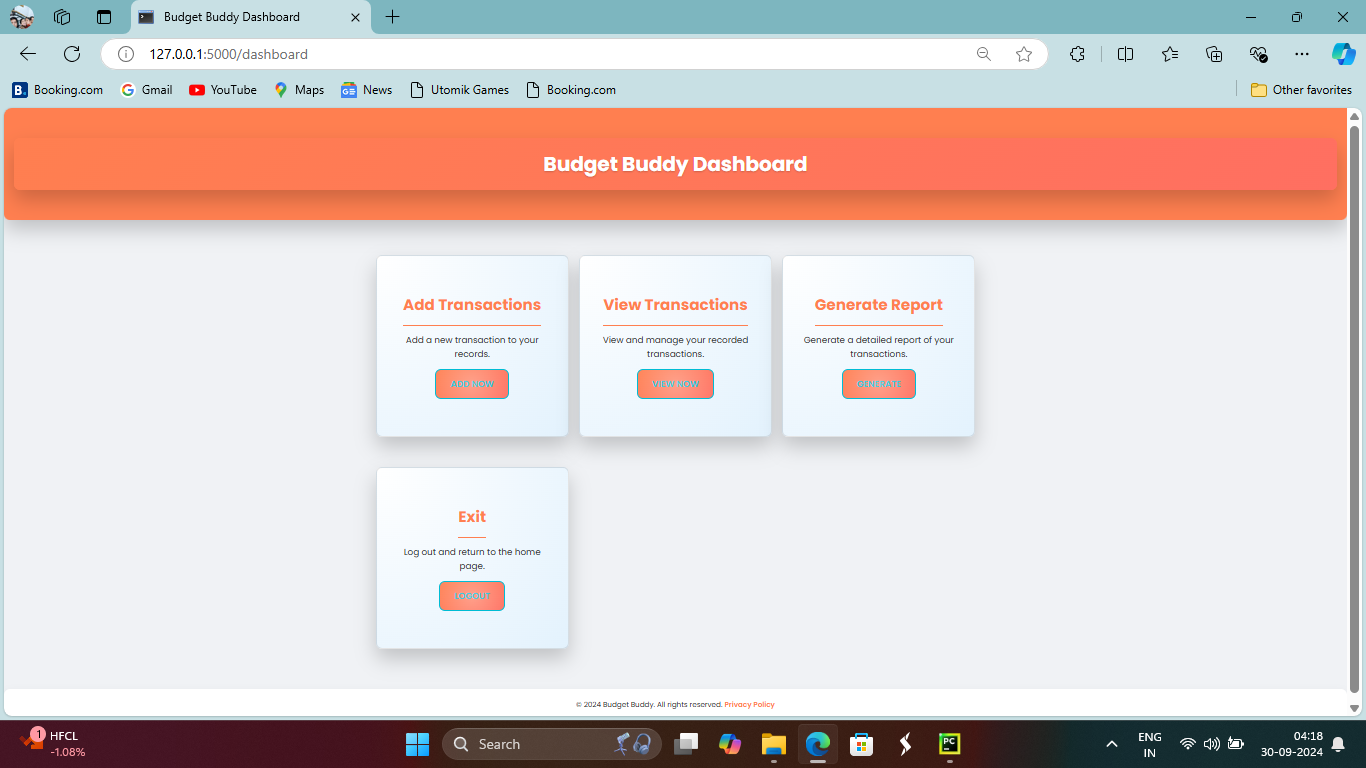 Budget Buddy Dashboard
127.0.0.1:5000/dashboard
B. Booking.com
Gmail
YouTube
Maps
GE News
Utomik Games
Booking.com
Other favorites
Budget Buddy Dashboard
Add Transactions
Add a new transaction to your
records.
ADD NOW
View Transactions
View and manage your recorded
transactions.
VIEW NOW
Generate Report
Generate a detailed report of your
transactions.
GENERATE
Exit
Log out and return to the home
page.
LOGOUT
© 2024 Budget Buddy. All rights reserved. Privacy Policy
1
HFCL
-1.08%
Search
PC
ENG
IN
04:18
30-09-2024